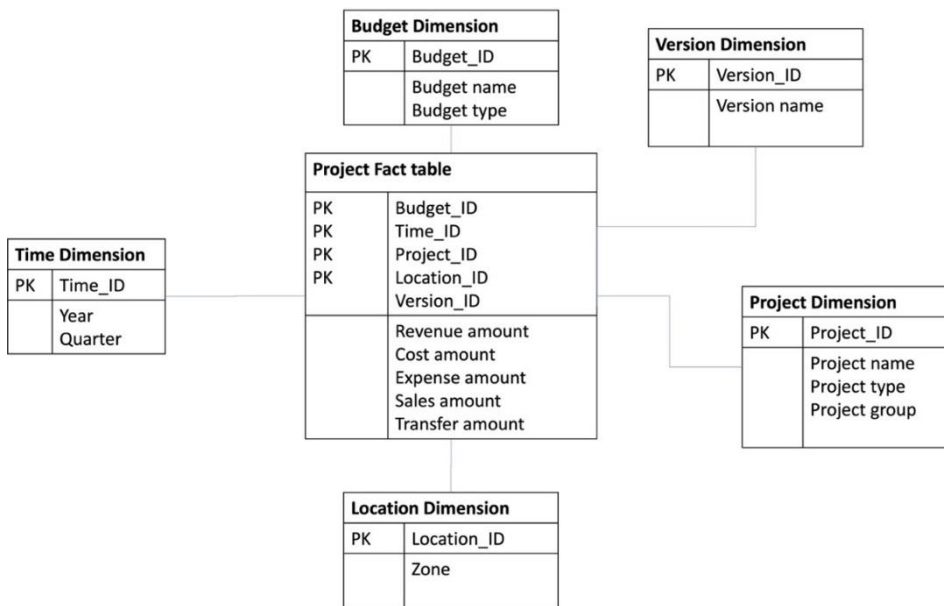 Budget Dimension
PK Budget_ID
Budget name
Budget type
Version Dimension
PK Version_ID
Version name
Project Fact table
PK Budget_ID
PK Time_ID
PK Project_ID
PK Location_ID
Version_ID
Revenue amount
Cost amount
Expense amount
Sales amount
Transfer amount
Time Dimension
PK Time_ID
Year
Quarter
Project Dimension
PK Project_ID
Project name
Project type
Project group
Location Dimension
PK Location_ID
Zone